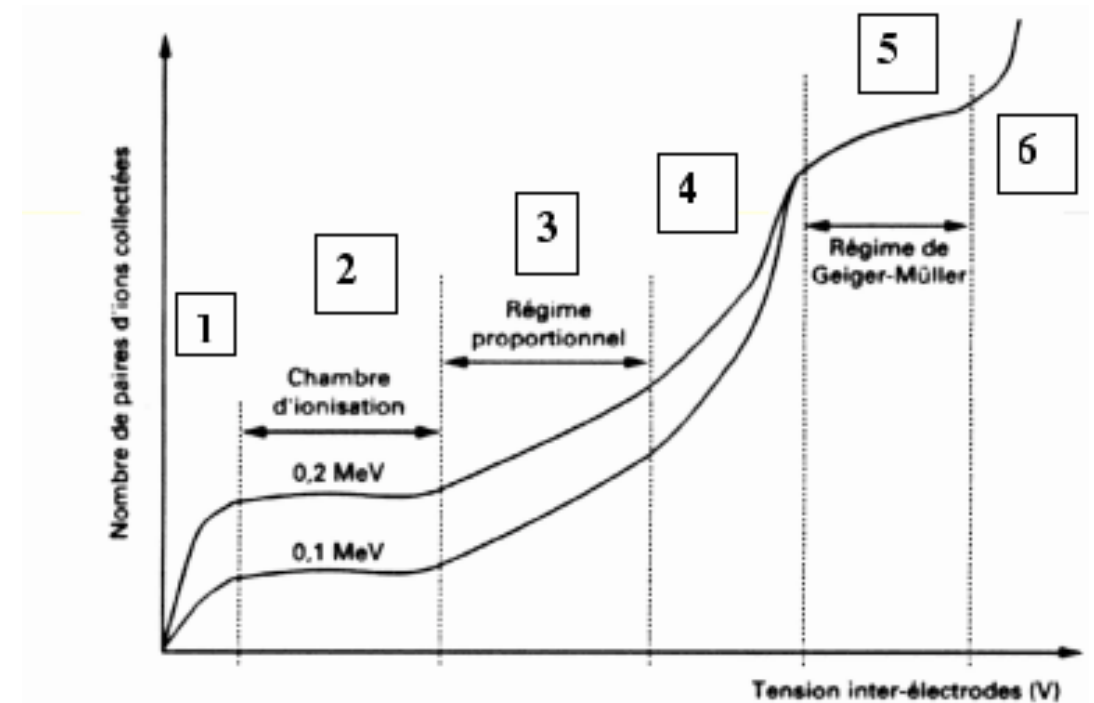 5
6
4
3
2
1
Régime de
Geiger-Müller
Régime
proportionnel
Chambre
d'ionisation
0,2 MeV
0,1 MeV
Nombre de paires d'ions collectées
Tension inter-électrodes (V)